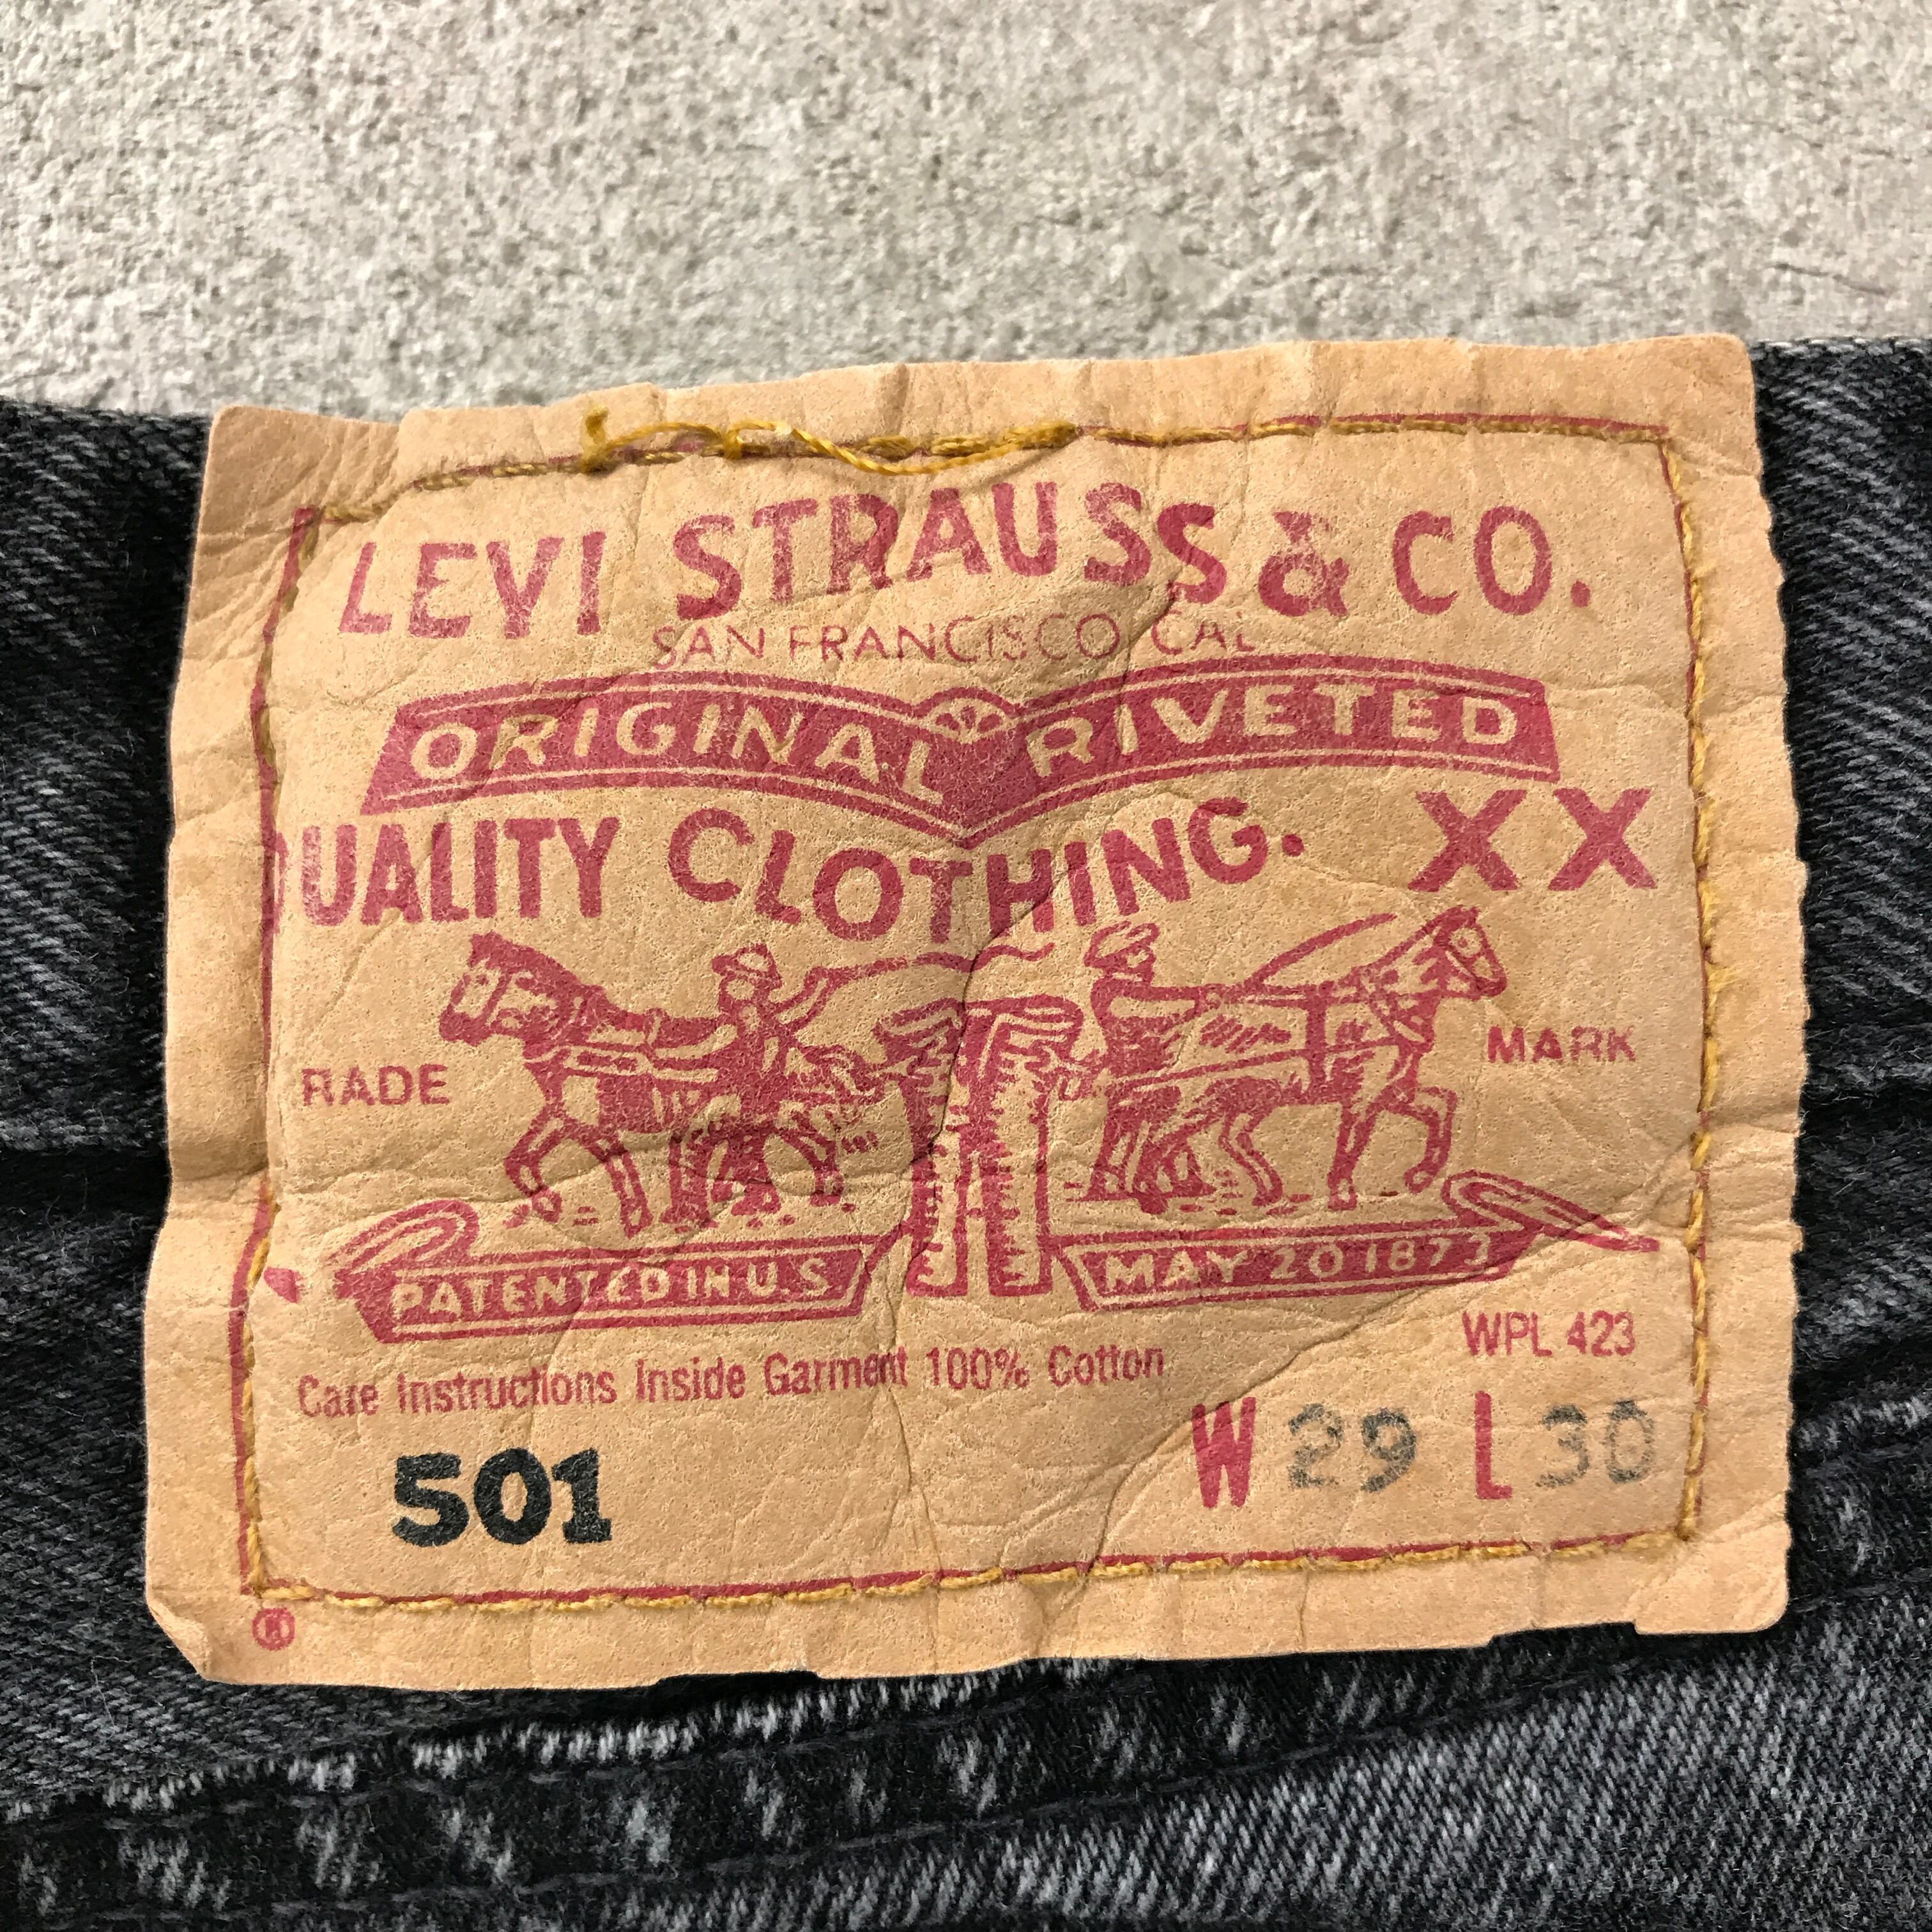 LEVI STRAUSS & CO.
SAN FRANCISCO CAL
ORIGINAL RIVETED
QUALITY CLOTHING. XX
RADE MARK
PATENTED IN U.S. MAY 20 1873
WPL 423
Care Instructions Inside Garment 100% Cotton
501 W 29 L 30
®